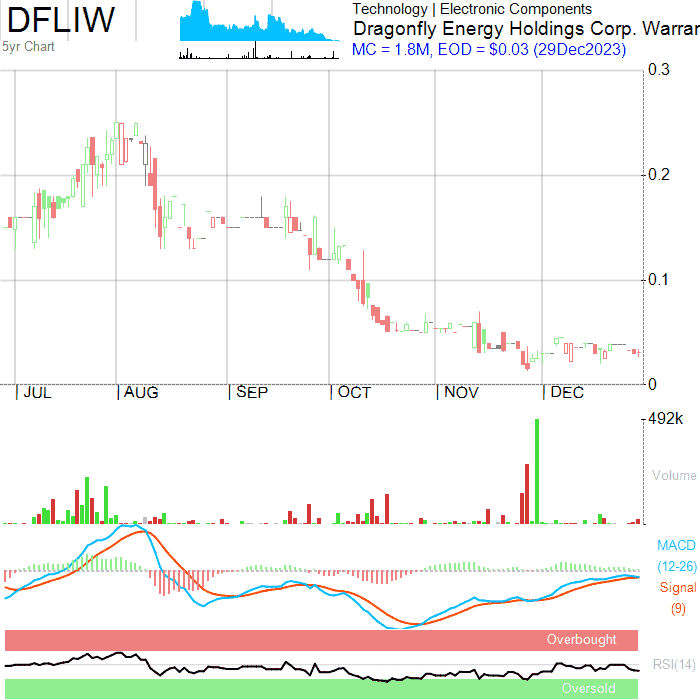 DFLIW
5yr Chart
Technology | Electronic Components
Dragonfly Energy Holdings Corp. Warran
MC = 1.8M, EOD = $0.03 (29Dec2023)
0.3
0.2
0.1
0
JUL AUG SEP OCT NOV DEC
492k
Volume
MACD
(12-26)
Signal
(9)
Overbought
RSI(14)
Oversold